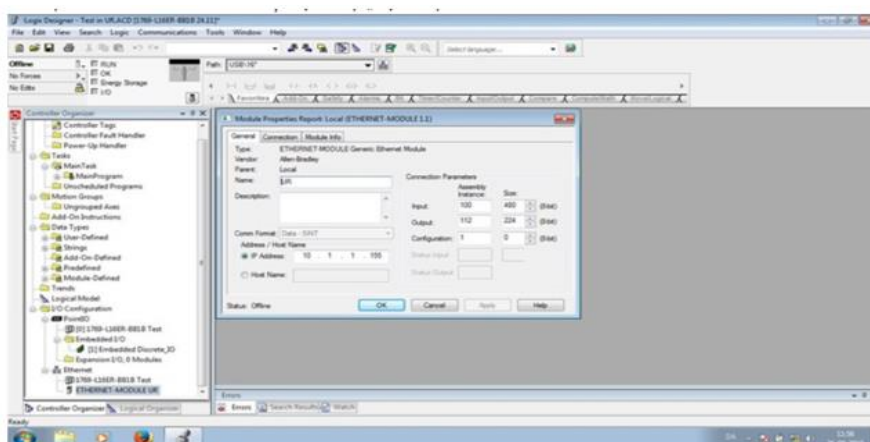 Logic Designer - Test in UR.ACD [1769-L16ER-BB1B 24.11]*
File Edit View Search Logic Communications Tools Window Help
Select language...
Offline
RUN
Path: USB\16*
No Forces
OK
No Edits
Energy Storage
I/O
Favorites Add-On Safety Alarms Bit Timer/Counter Input/Output Compare Compute/Math Move/Logical
Controller Organizer
Start Page
Controller Tags
Controller Fault Handler
Power-Up Handler
Tasks
MainTask
MainProgram
Unscheduled Programs
Motion Groups
Ungrouped Axes
Add-On Instructions
Data Types
User-Defined
Strings
Add-On-Defined
Predefined
Module-Defined
Trends
Logical Model
I/O Configuration
PointIO
[0] 1769-L16ER-BB1B Test
Embedded I/O
[1] Embedded Discrete_IO
Expansion I/O, 0 Modules
Ethernet
1769-L16ER-BB1B Test
ETHERNET-MODULE UR
Module Properties Report: Local (ETHERNET-MODULE 1.1)
General Connection Module Info
Type: ETHERNET-MODULE Generic Ethernet Module
Vendor: Allen-Bradley
Parent: Local
Name: UR
Connection Parameters
Assembly Instance: Size:
Description:
Input: 100 480 (8-bit)
Output: 112 224 (8-bit)
Comm Format: Data - SINT
Configuration: 1 0 (8-bit)
Address / Host Name
IP Address: 10 . 1 . 1 .
Status Input:
Host Name:
Status Output:
Status: Offline
OK Cancel Apply Help
Errors
Errors Search Results Watch
Controller Organizer Logical Organizer
Ready